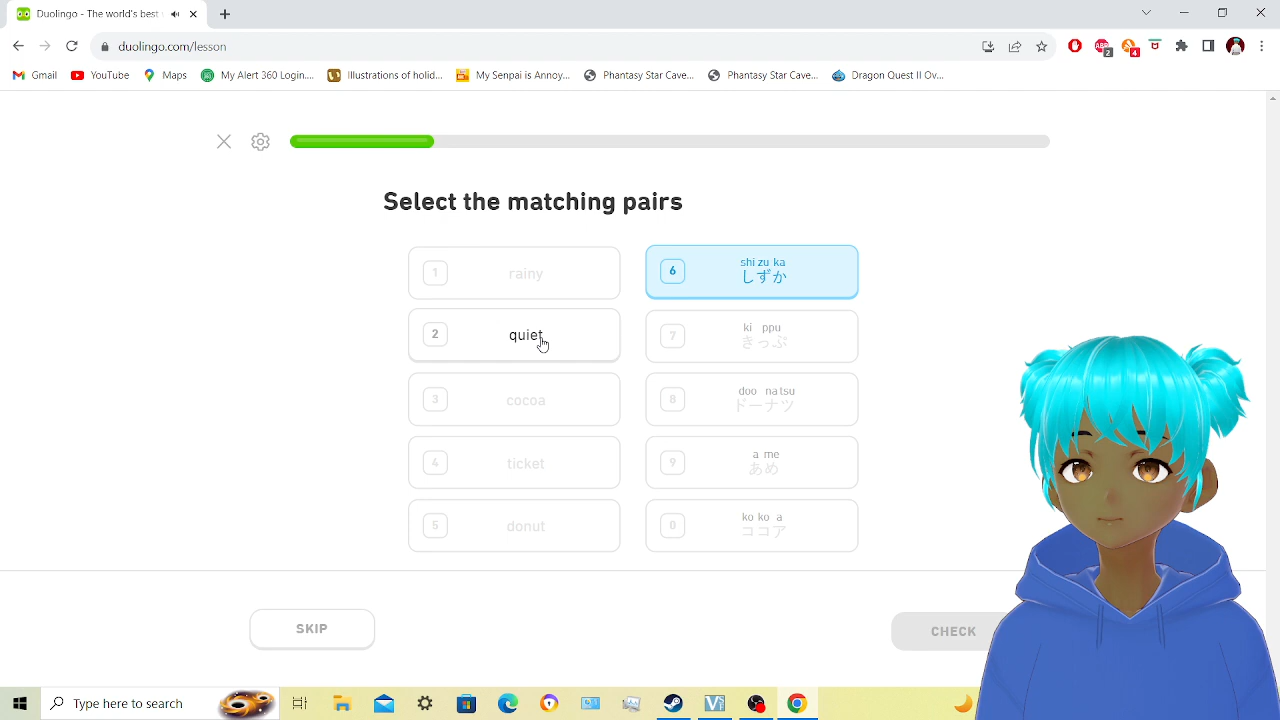 Duolingo - The world's best
duolingo.com/lesson
2
4
Gmail
YouTube
Maps
My Alert 360 Login....
Illustrations of holid...
My Senpai is Annoy...
Phantasy Star Cave...
Phantasy Star Cave...
Dragon Quest II Ov...
Select the matching pairs
1 rainy
shi zu ka
6 しずか
2 quiet
ki ppu
7 きっぷ
3 cocoa
doo natsu
8 ドーナツ
4 ticket
a me
9 あめ
5 donut
ko ko a
0 ココア
SKIP
CHECK
Type here to search